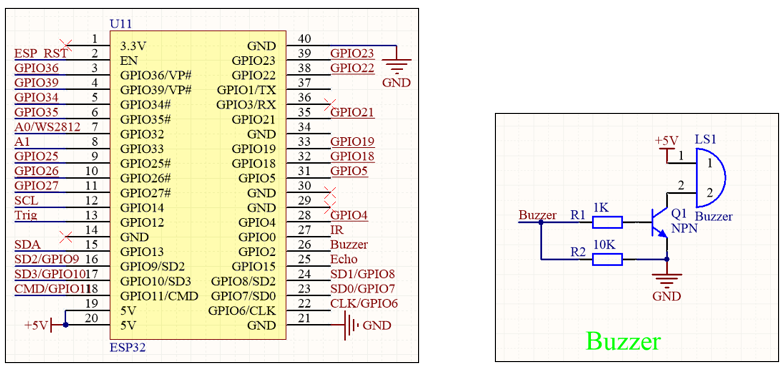 U11
1 3.3V GND 40
ESP_RST 2 EN GPIO23 39 GPIO23
GPIO36 3 GPIO36/VP# GPIO22 38 GPIO22
GPIO39 4 GPIO39/VP# GPIO1/TX 37
GPIO34 5 GPIO34# GPIO3/RX 36
GPIO35 6 GPIO35# GPIO21 35 GPIO21
A0/WS2812 7 GPIO32 GND 34
A1 8 GPIO33 GPIO19 33 GPIO19
GPIO25 9 GPIO25# GPIO18 32 GPIO18
GPIO26 10 GPIO26# GPIO5 31 GPIO5
GPIO27 11 GPIO27# GND 30
SCL 12 GPIO14 GND 29
Trig 13 GPIO12 GPIO4 28 GPIO4
14 GND GPIO0 27 IR
SDA 15 GPIO13 GPIO2 26 Buzzer
SD2/GPIO9 16 GPIO9/SD2 GPIO15 25 Echo
SD3/GPIO10 17 GPIO10/SD3 GPIO8/SD2 24 SD1/GPIO8
CMD/GPIO11 18 GPIO11/CMD GPIO7/SD0 23 SD0/GPIO7
19 5V GPIO6/CLK 22 CLK/GPIO6
+5V 20 5V GND 21 GND
ESP32
GND
+5V LS1
1 1
2 2
Buzzer R1 1K Q1 Buzzer
NPN
R2 10K
GND
Buzzer